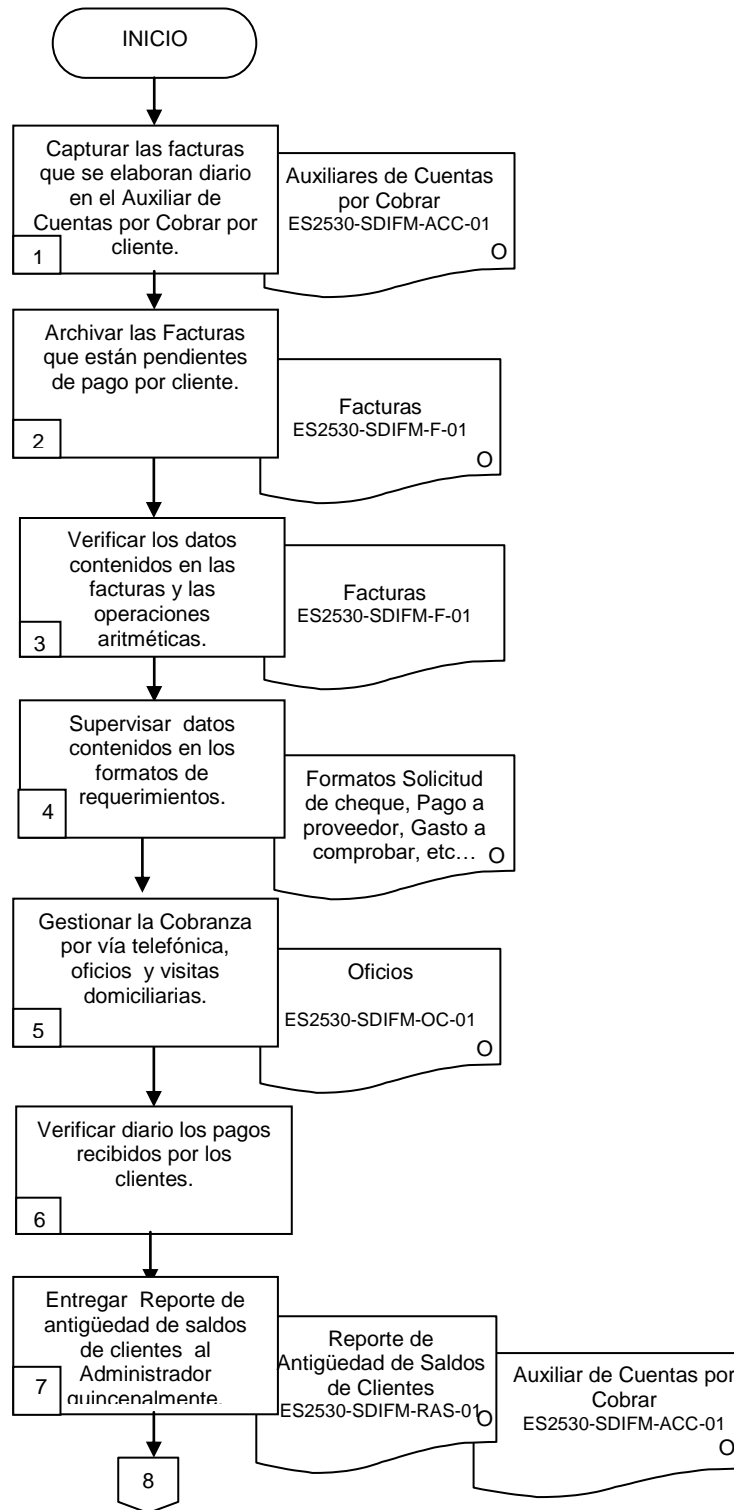 INICIO
Capturar las facturas
que se elaboran diario
en el Auxiliar de
Cuentas por Cobrar por
cliente.
1
Auxiliares de Cuentas
por Cobrar
ES2530-SDIFM-ACC-01
O
Archivar las Facturas
que están pendientes
de pago por cliente.
2
Facturas
ES2530-SDIFM-F-01
O
Verificar los datos
contenidos en las
facturas y las
operaciones
aritméticas.
3
Facturas
ES2530-SDIFM-F-01
Supervisar datos
contenidos en los
formatos de
requerimientos.
4
Formatos Solicitud
de cheque, Pago a
proveedor, Gasto a
comprobar, etc...
O
Gestionar la Cobranza
por vía telefónica,
oficios y visitas
domiciliarias.
5
Oficios
ES2530-SDIFM-OC-01
O
Verificar diario los pagos
recibidos por los
clientes.
6
Entregar Reporte de
antigüedad de saldos
de clientes al
Administrador
quincenalmente.
7
Reporte de
Antigüedad de Saldos
de Clientes
ES2530-SDIFM-RAS-01
O
Auxiliar de Cuentas por
Cobrar
ES2530-SDIFM-ACC-01
O
8